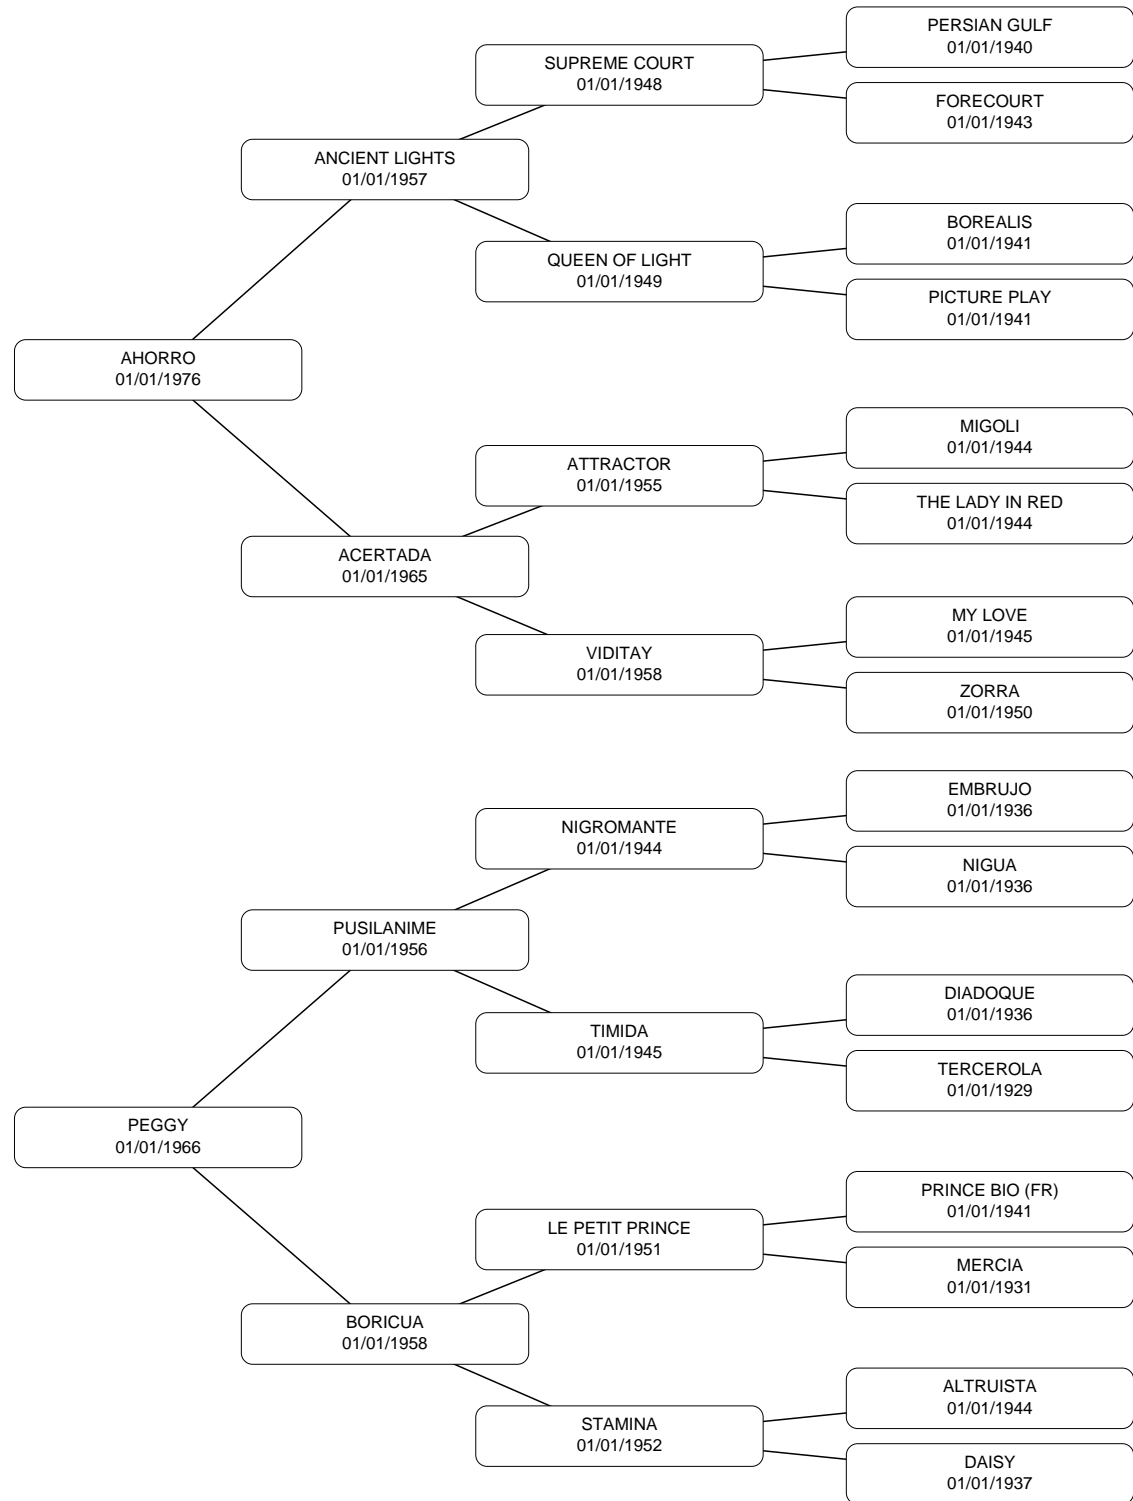 PERSIAN GULF
01/01/1940
SUPREME COURT
01/01/1948
FORECOURT
01/01/1943
ANCIENT LIGHTS
01/01/1957
BOREALIS
01/01/1941
QUEEN OF LIGHT
01/01/1949
PICTURE PLAY
01/01/1941
AHORRO
01/01/1976
MIGOLI
01/01/1944
ATTRACTOR
01/01/1955
THE LADY IN RED
01/01/1944
ACERTADA
01/01/1965
MY LOVE
01/01/1945
VIDITAY
01/01/1958
ZORRA
01/01/1950
EMBRUJO
01/01/1936
NIGROMANTE
01/01/1944
NIGUA
01/01/1936
PUSILANIME
01/01/1956
DIADOQUE
01/01/1936
TIMIDA
01/01/1945
TERCEROLA
01/01/1929
PEGGY
01/01/1966
PRINCE BIO (FR)
01/01/1941
LE PETIT PRINCE
01/01/1951
MERCIA
01/01/1931
BORICUA
01/01/1958
ALTRUISTA
01/01/1944
STAMINA
01/01/1952
DAISY
01/01/1937